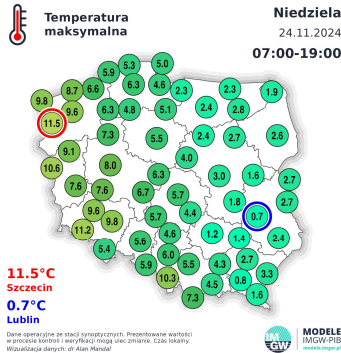 Temperatura
maksymalna
Niedziela
24.11.2024
07:00-19:00
5.9 5.3 5.0
9.8 8.7 6.6 6.3 4.6 2.3 2.3 1.9
11.5 9.6 6.3 4.8 5.1 2.4 2.8
7.3 5.5 2.4 2.7 2.6
9.1 4.0
10.6 8.0 6.3 3.0 1.6 2.7
7.6 7.6 6.7 5.7 1.8 2.7
9.6 9.8 5.7 4.4 0.7
11.2 5.6 4.6 1.2 1.4 2.4
5.4 5.9 6.0 5.5 4.3 2.7
10.3 4.5 0.8 3.3
7.3 1.6
11.5°C
Szczecin
0.7°C
Lublin
Dane operacyjne ze stacji synoptycznych. Prezentowane wartości
w procesie kontroli i weryfikacji mogą ulec zmianie. Czas lokalny.
Wizualizacja danych: dr Alan Mandal
IM
GW
MODELE
IMGW-PIB
modele.imgw.pl